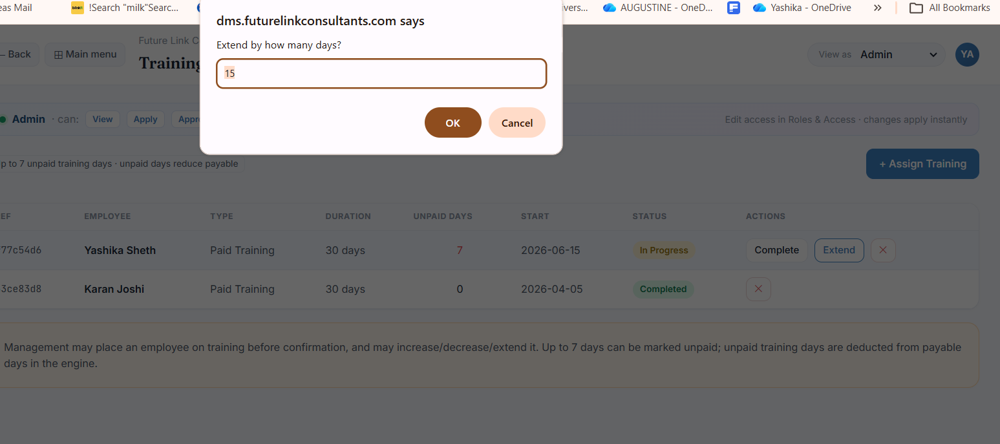 eas Mail
blinkit
!Search "milk"Searc...
ivers...
AUGUSTINE - OneD...
Yashika - OneDrive
»
All Bookmarks
dms.futurelinkconsultants.com says
Extend by how many days?
15
OK
Cancel
Back
Main menu
Future Link C
Training
View as Admin
YA
Admin · can: View Apply Appr
Edit access in Roles & Access · changes apply instantly
p to 7 unpaid training days · unpaid days reduce payable
+ Assign Training
EF EMPLOYEE TYPE DURATION UNPAID DAYS START STATUS ACTIONS
77c54d6 Yashika Sheth Paid Training 30 days 7 2026-06-15 In Progress Complete Extend ×
3ce83d8 Karan Joshi Paid Training 30 days 0 2026-04-05 Completed ×
Management may place an employee on training before confirmation, and may increase/decrease/extend it. Up to 7 days can be marked unpaid; unpaid training days are deducted from payable
days in the engine.